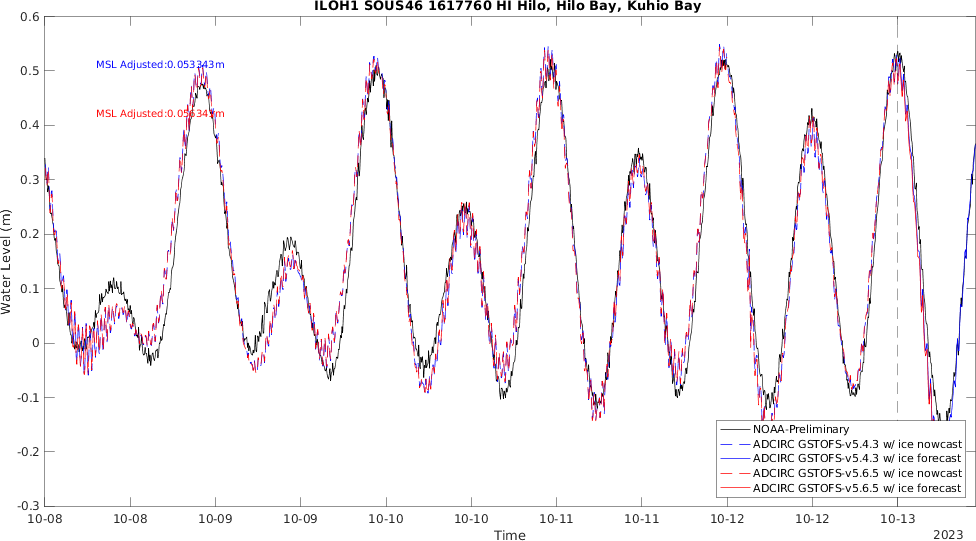 ILOH1 SOUS46 1617760 HI Hilo, Hilo Bay, Kuhio Bay
0.6
0.5
0.4
0.3
0.2
0.1
0
-0.1
-0.2
-0.3
Water Level (m)
MSL Adjusted:0.053343m
MSL Adjusted:0.056341m
NOAA-Preliminary
ADCIRC GSTOFS-v5.4.3 w/ ice nowcast
ADCIRC GSTOFS-v5.4.3 w/ ice forecast
ADCIRC GSTOFS-v5.6.5 w/ ice nowcast
ADCIRC GSTOFS-v5.6.5 w/ ice forecast
10-08 10-08 10-09 10-09 10-10 10-10 10-11 10-11 10-12 10-12 10-13
Time
2023